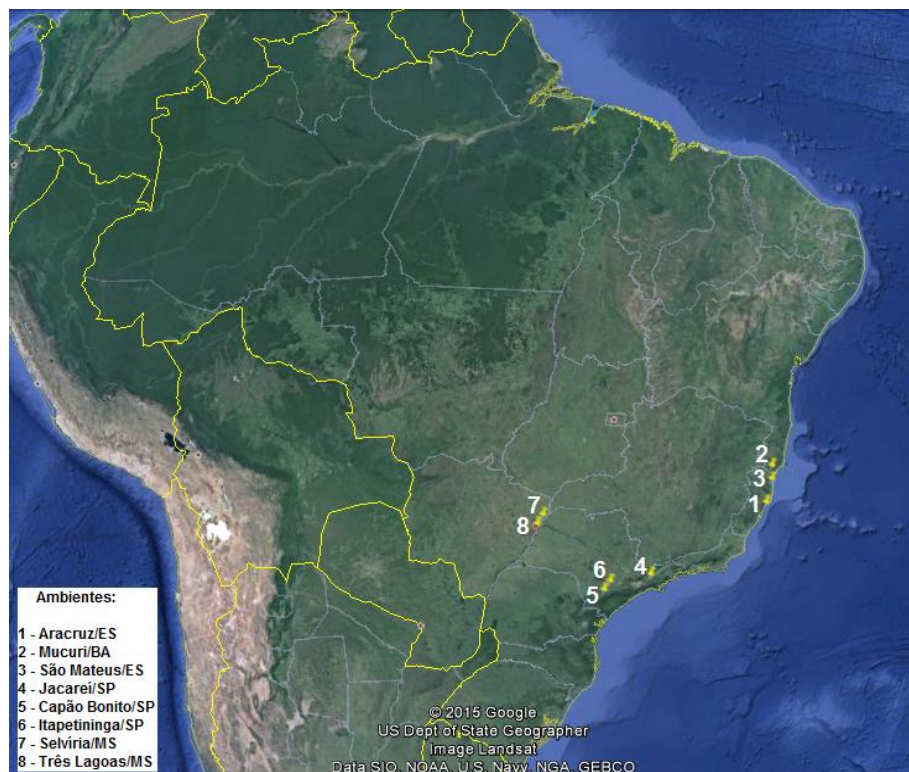 2
3
1
7
8
6
4
5
Ambientes:
1 - Aracruz/ES
2 - Mucuri/BA
3 - São Mateus/ES
4 - Jacareí/SP
5 - Capão Bonito/SP
6 - Itapetininga/SP
7 - Selvíria/MS
8 - Três Lagoas/MS
© 2015 Google
US Dept of State Geographer
Image Landsat
Data SIO, NOAA, U.S. Navy, NGA, GEBCO